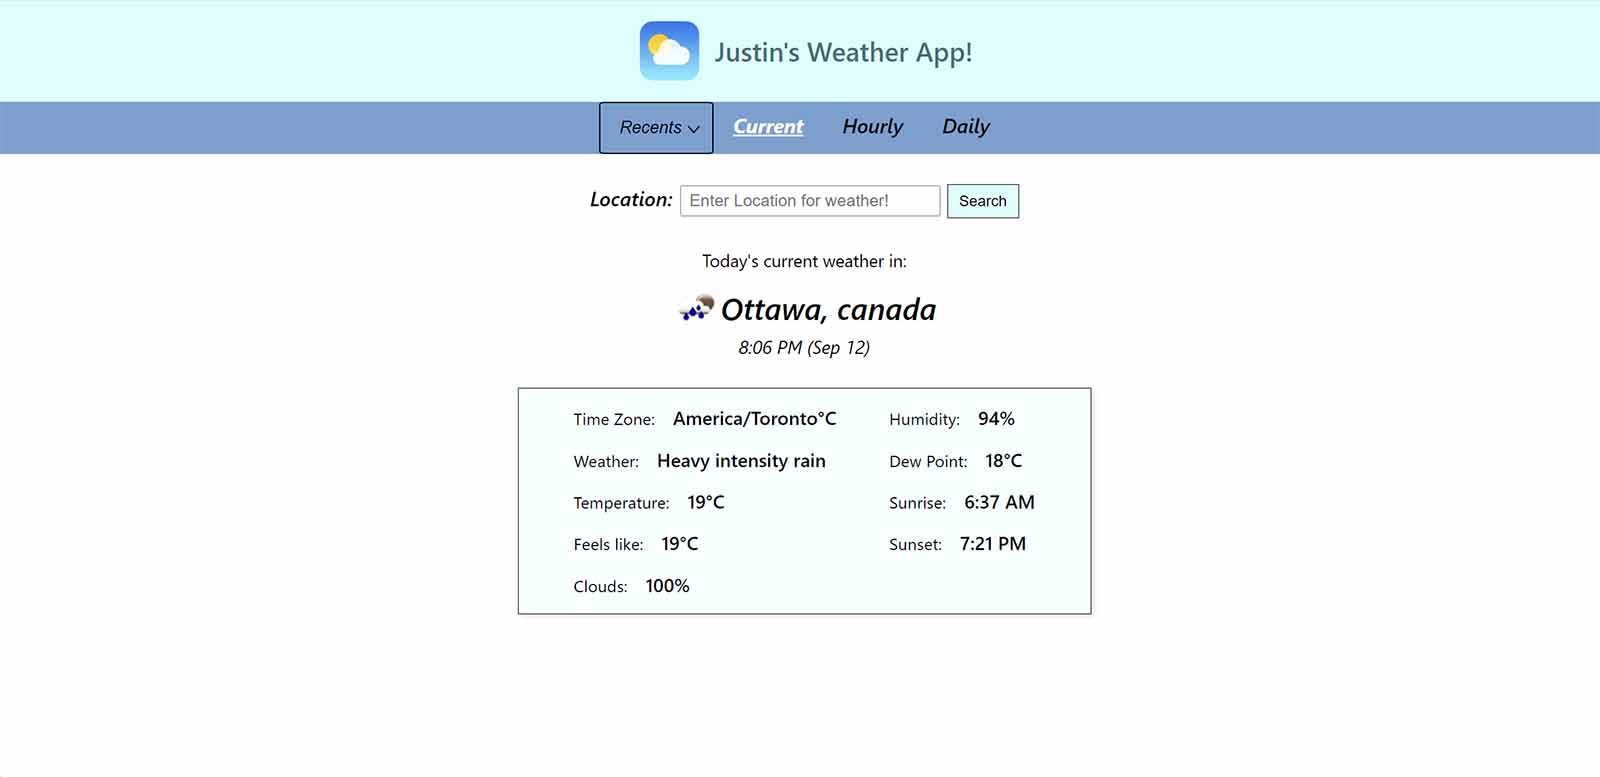 Justin's Weather App!
Recents Current Hourly Daily
Location: Enter Location for weather! Search
Today's current weather in:
Ottawa, canada
8:06 PM (Sep 12)
Time Zone: America/Toronto°C
Humidity: 94%
Weather: Heavy intensity rain
Dew Point: 18°C
Temperature: 19°C
Sunrise: 6:37 AM
Feels like: 19°C
Sunset: 7:21 PM
Clouds: 100%